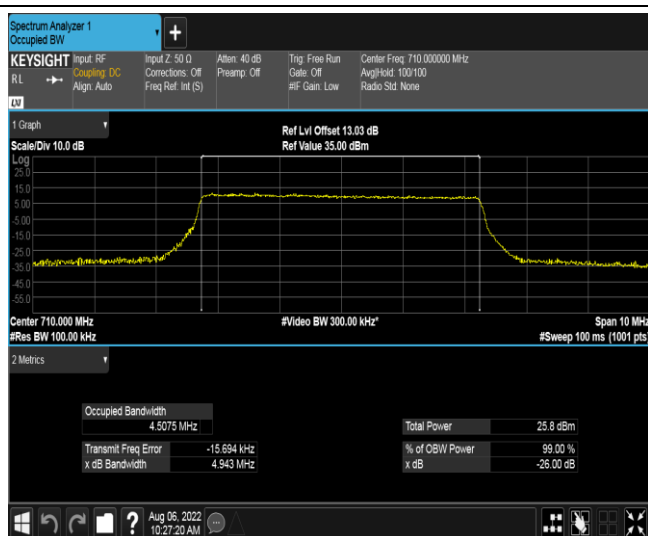 Spectrum Analyzer 1
Occupied BW
+
KEYSIGHT Input: RF Input Z: 50 Ω Atten: 40 dB Trig: Free Run Center Freq: 710.000000 MHz
RL Coupling: DC Corrections: Off Preamp: Off Gate: Off Avg|Hold: 100/100
Align: Auto Freq Ref: Int (S) #IF Gain: Low Radio Std: None
LXI
1 Graph
Ref Lvl Offset 13.03 dB
Scale/Div 10.0 dB Ref Value 35.00 dBm
Log
25.0
15.0
5.00
-5.00
-15.0
-25.0
-35.0
-45.0
-55.0
Center 710.000 MHz #Video BW 300.00 kHz* Span 10 MHz
#Res BW 100.00 kHz #Sweep 100 ms (1001 pts)
2 Metrics
Occupied Bandwidth
4.5075 MHz Total Power 25.8 dBm
Transmit Freq Error -15.694 kHz % of OBW Power 99.00 %
x dB Bandwidth 4.943 MHz x dB -26.00 dB
? Aug 06, 2022
10:27:20 AM